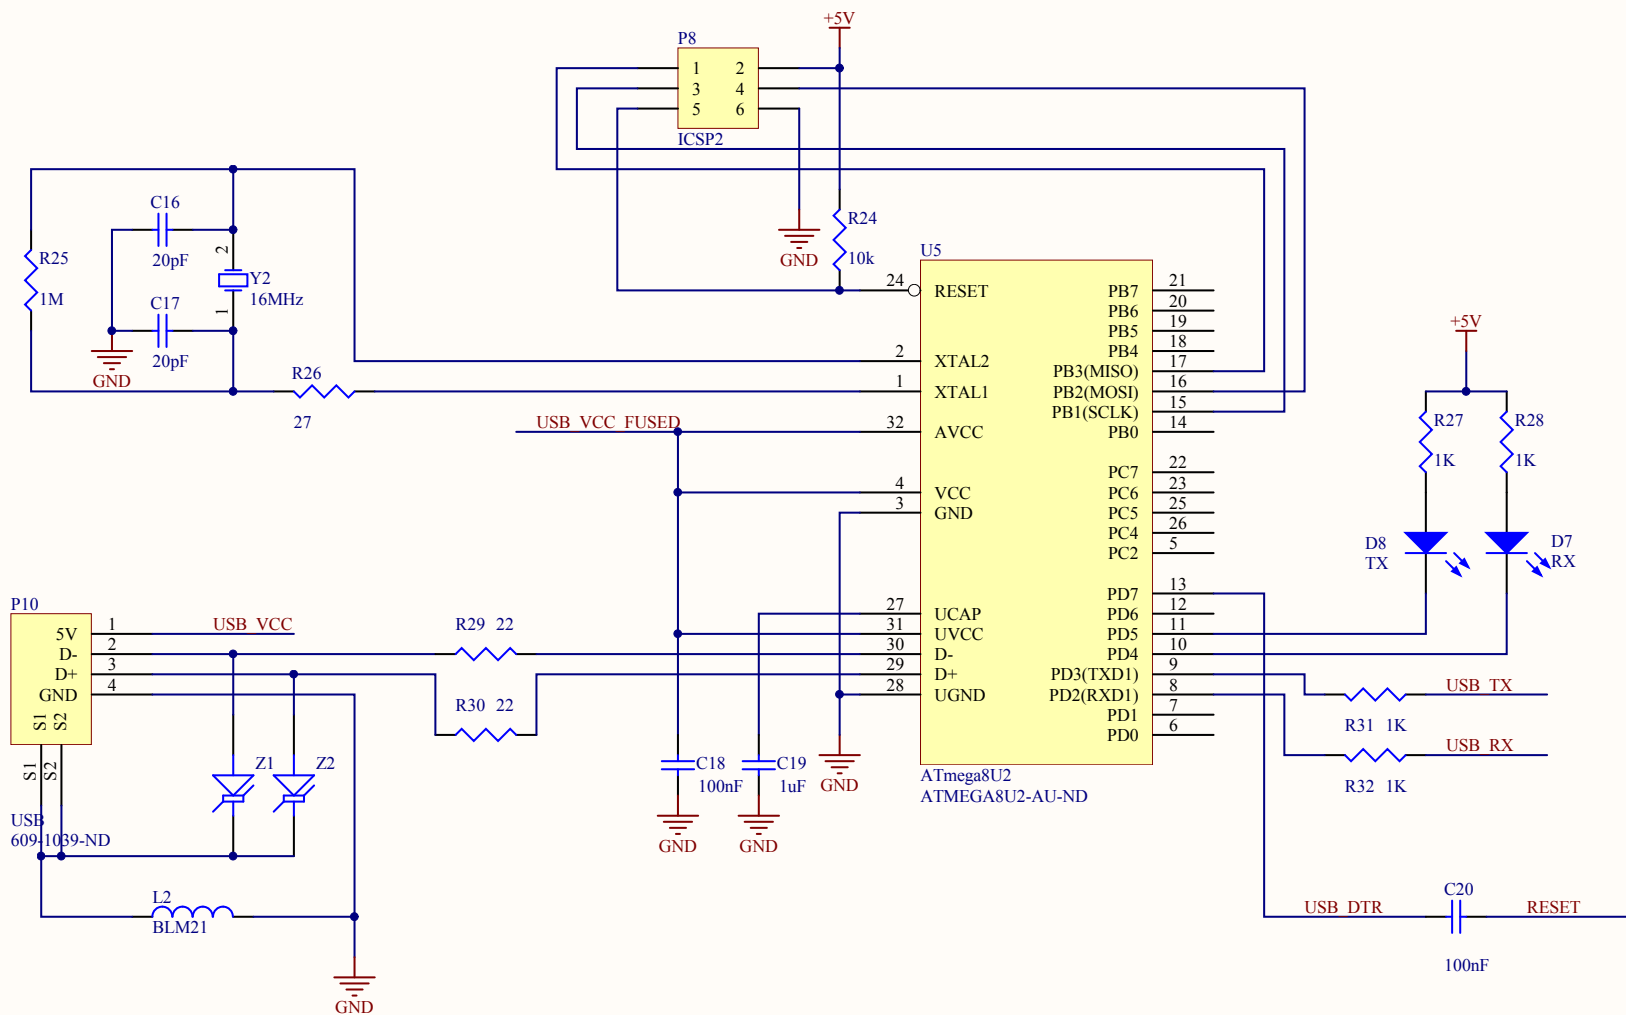 +5V
P8
1 2
3 4
5 6
ICSP2
GND
R24
10k
C16
20pF
R25
1M
2
Y2
16MHz
1
C17
20pF
GND
R26
27
U5
24 RESET
2 XTAL2
1 XTAL1
USB_VCC_FUSED
32 AVCC
4 VCC
3 GND
27 UCAP
31 UVCC
30 D-
29 D+
28 UGND
PB7 21
PB6 20
PB5 19
PB4 18
PB3(MISO) 17
PB2(MOSI) 16
PB1(SCLK) 15
PB0 14
PC7 22
PC6 23
PC5 25
PC4 26
PC2 5
PD7 13
PD6 12
PD5 11
PD4 10
PD3(TXD1) 9
PD2(RXD1) 8
PD1 7
PD0 6
ATmega8U2
ATMEGA8U2-AU-ND
+5V
R27
1K
R28
1K
D8
TX
D7
RX
USB_TX
R31 1K
USB_RX
R32 1K
C20
USB_DTR
RESET
100nF
P10
5V 1
D- 2
D+ 3
GND 4
S1
S2
S1
S2
USB
609-1039-ND
USB_VCC
R29 22
R30 22
Z1
Z2
L2
BLM21
GND
C18
100nF
GND
C19
1uF
GND
GND